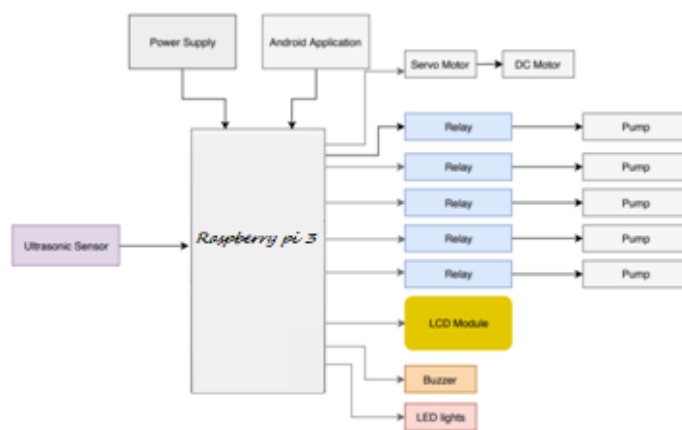 Power Supply
Android Application
Servo Motor
DC Motor
Relay
Pump
Relay
Pump
Relay
Pump
Raspberry pi 3
Ultrasonic Sensor
Relay
Pump
Relay
Pump
LCD Module
Buzzer
LED lights